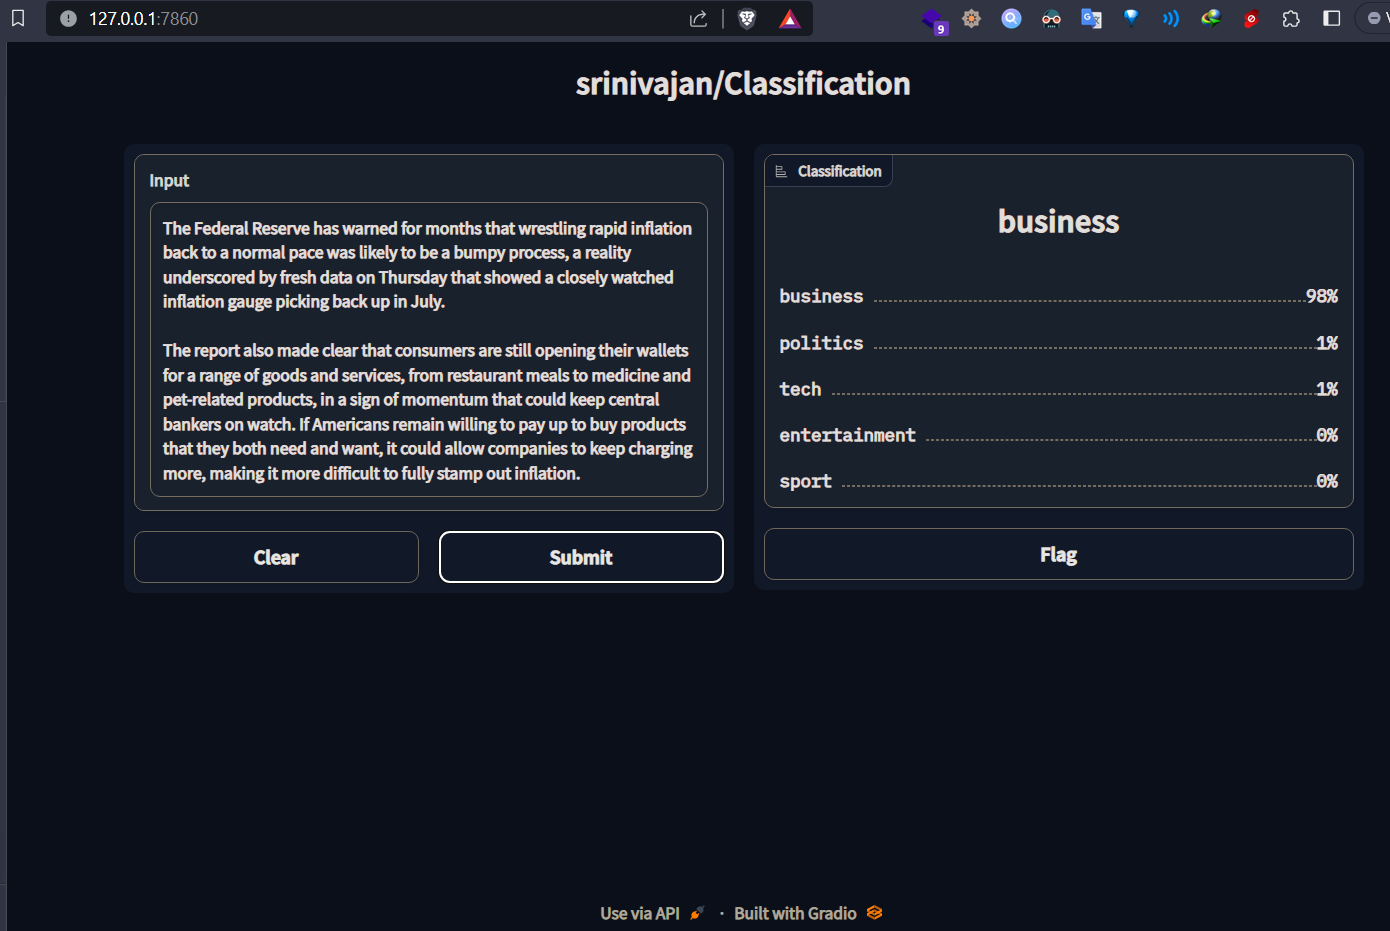 127.0.0.1:7860
9
srinivajan/Classification
Input
The Federal Reserve has warned for months that wrestling rapid inflation
back to a normal pace was likely to be a bumpy process, a reality
underscored by fresh data on Thursday that showed a closely watched
inflation gauge picking back up in July.
The report also made clear that consumers are still opening their wallets
for a range of goods and services, from restaurant meals to medicine and
pet-related products, in a sign of momentum that could keep central
bankers on watch. If Americans remain willing to pay up to buy products
that they both need and want, it could allow companies to keep charging
more, making it more difficult to fully stamp out inflation.
Clear
Submit
Classification
business
business 98%
politics 1%
tech 1%
entertainment 0%
sport 0%
Flag
Use via API · Built with Gradio